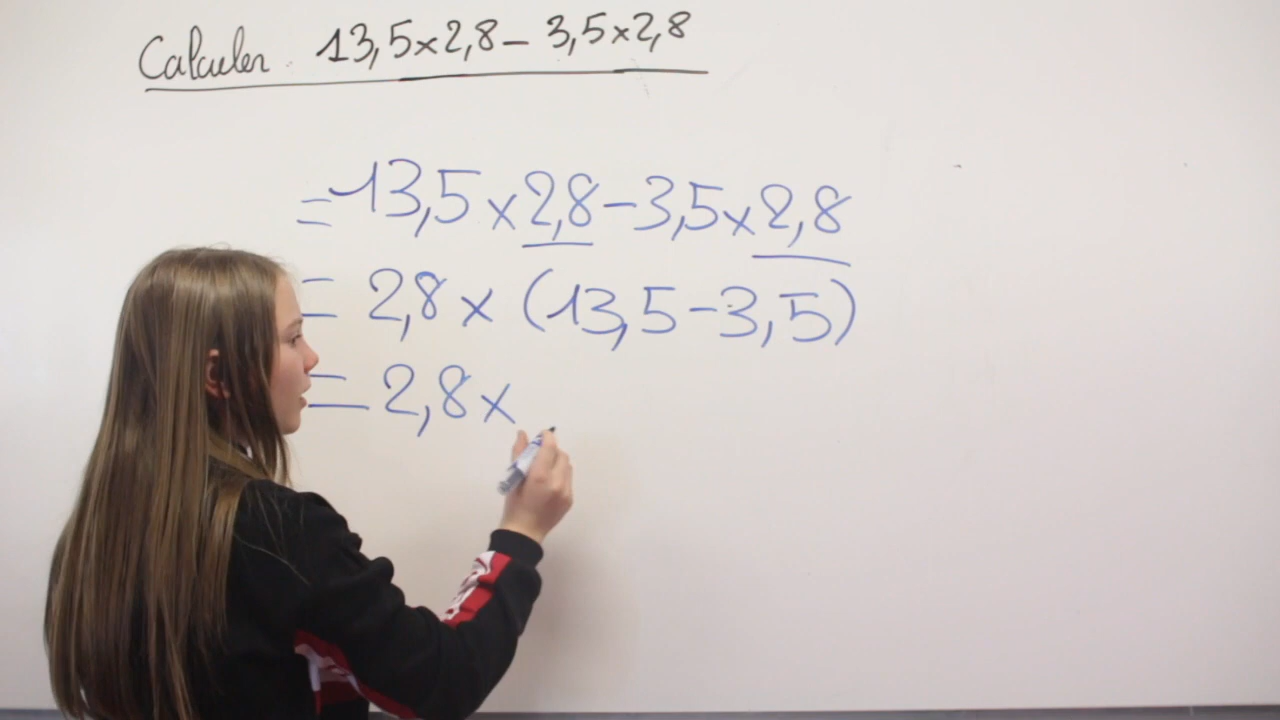 Calculer : 13,5×2,8 – 3,5×2,8
= 13,5 × 2,8 – 3,5 × 2,8
= 2,8 × (13,5 – 3,5)
= 2,8 ×